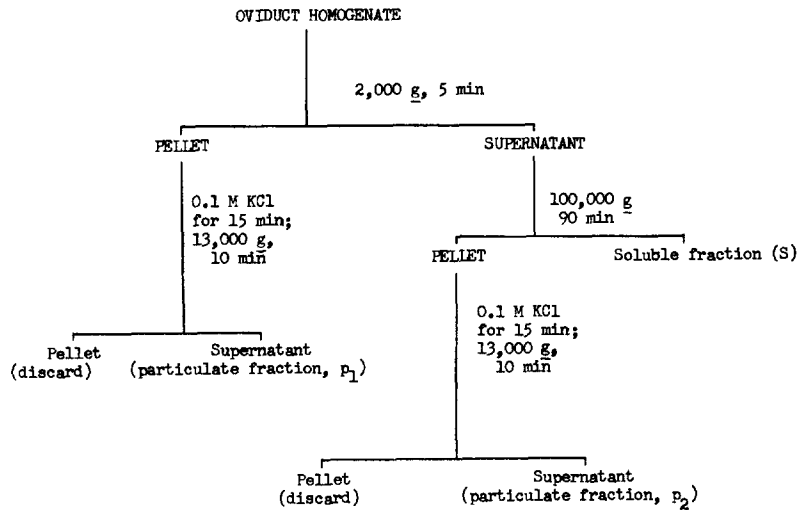 OVIDUCT HOMOGENATE
2,000 g, 5 min
PELLET
SUPERNATANT
0.1 M KCl
for 15 min;
13,000 g,
10 min
100,000 g
90 min
PELLET
Soluble fraction (S)
0.1 M KCl
for 15 min;
13,000 g,
10 min
Pellet
(discard)
Supernatant
(particulate fraction, p1)
Pellet
(discard)
Supernatant
(particulate fraction, p2)